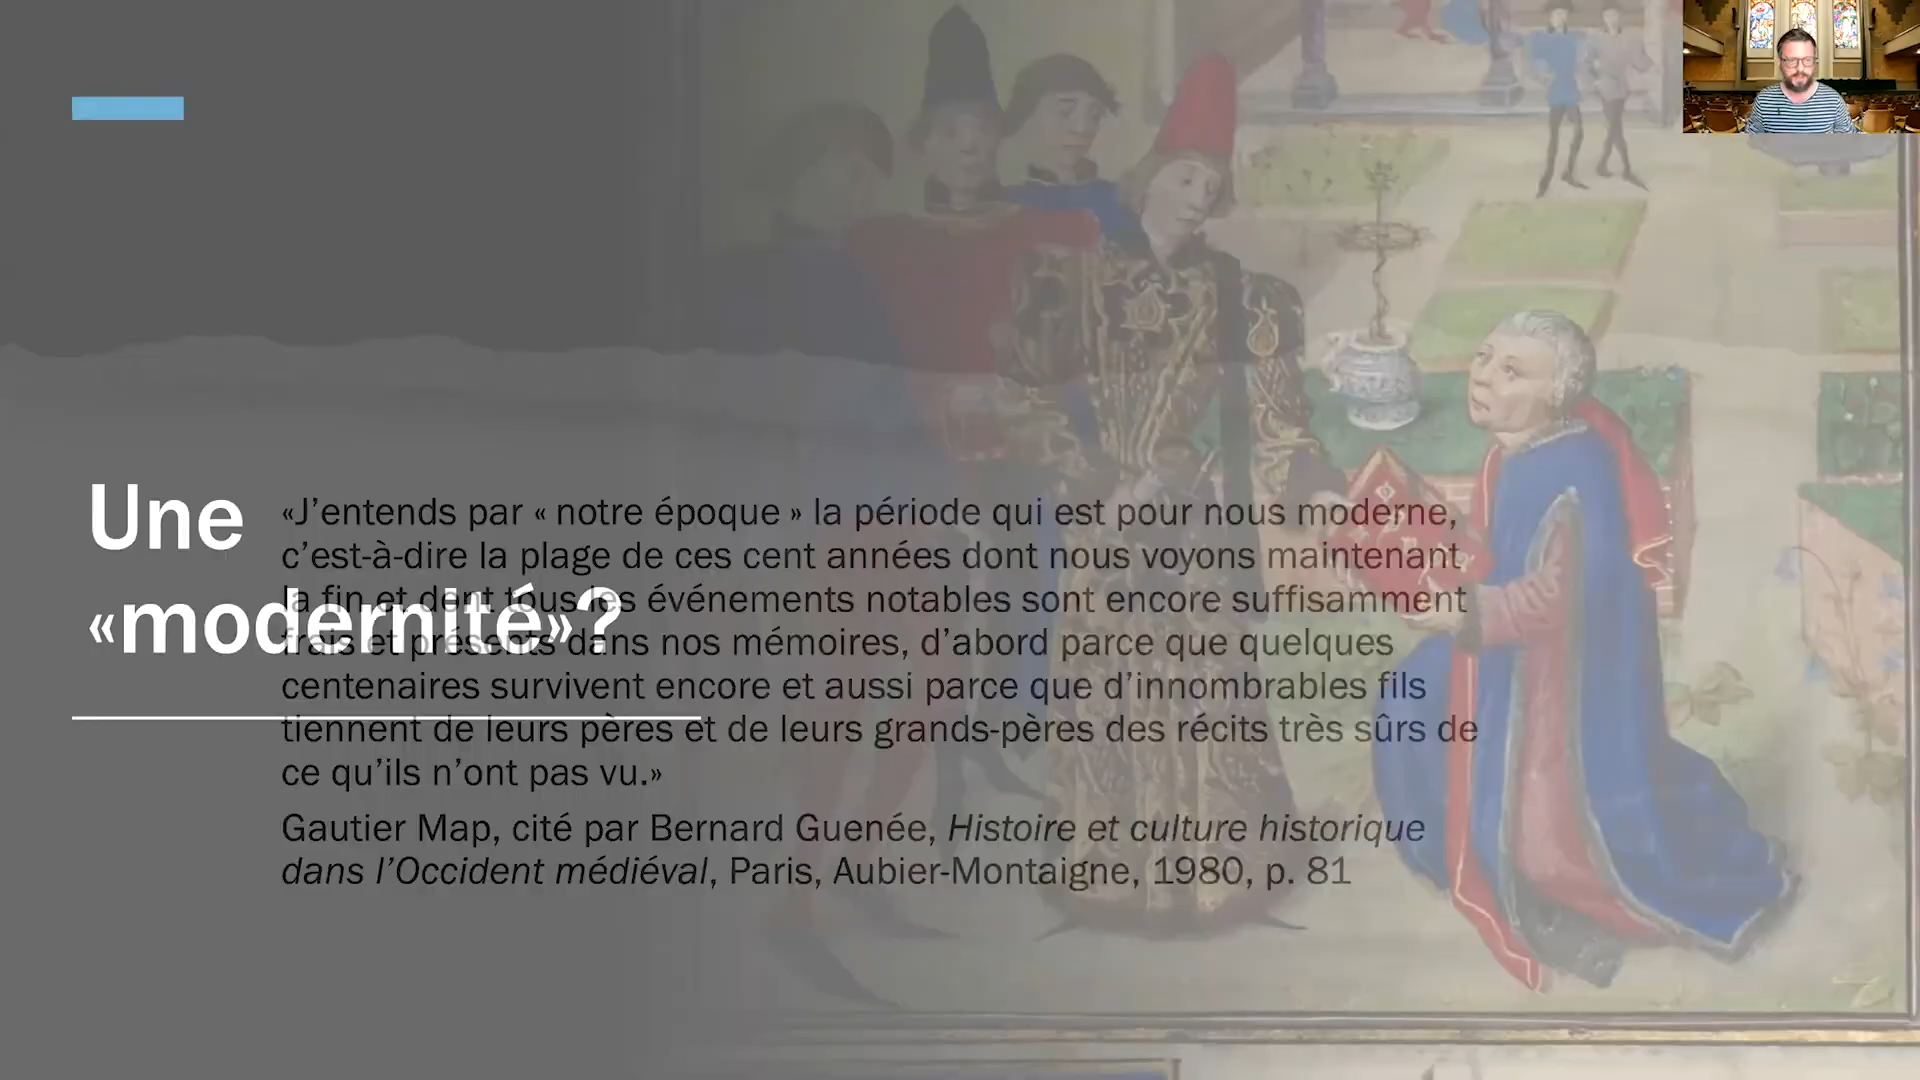 Une
«modernité»?
«J’entends par « notre époque » la période qui est pour nous moderne,
c’est-à-dire la plage de ces cent années dont nous voyons maintenant
la fin et dont tous les événements notables sont encore suffisamment
frais et présents dans nos mémoires, d’abord parce que quelques
centenaires survivent encore et aussi parce que d’innombrables fils
tiennent de leurs pères et de leurs grands-pères des récits très sûrs de
ce qu’ils n’ont pas vu.»
Gautier Map, cité par Bernard Guenée, Histoire et culture historique
dans l’Occident médiéval, Paris, Aubier-Montaigne, 1980, p. 81